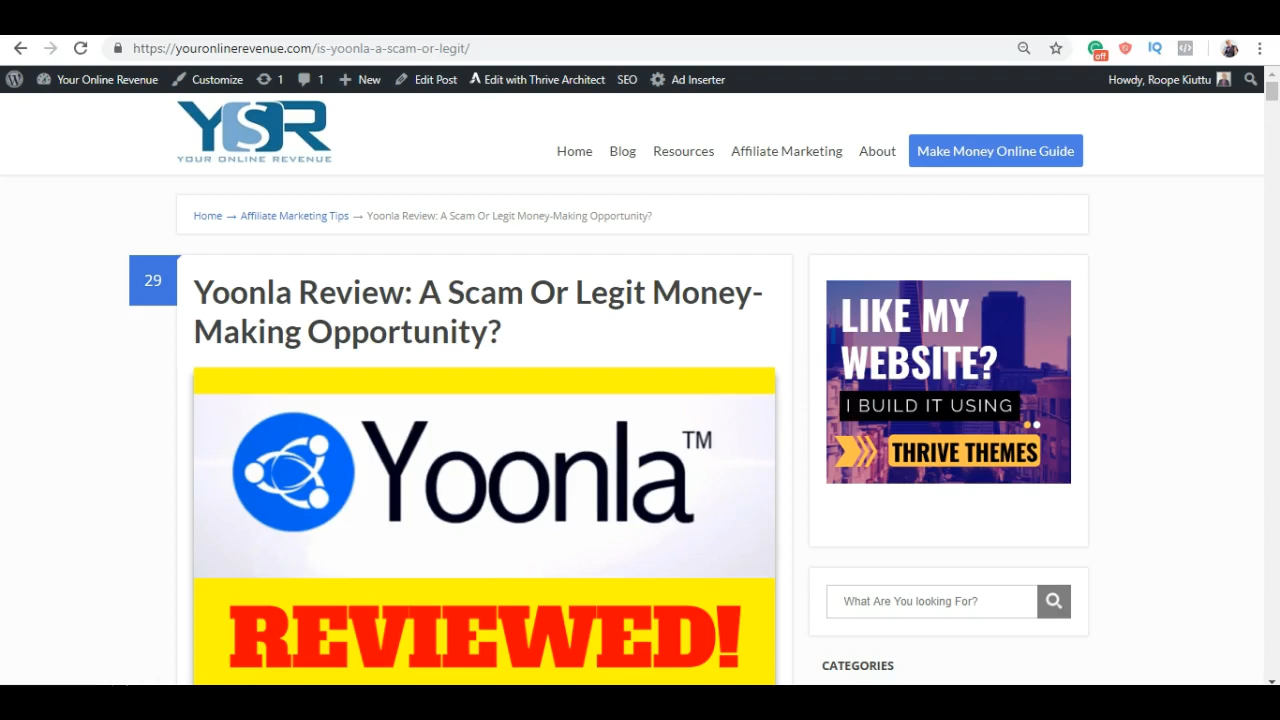 https://youronlinerevenue.com/is-yoonla-a-scam-or-legit/
off
IQ
Your Online Revenue
Customize
1
1
New
Edit Post
Edit with Thrive Architect
SEO
Ad Inserter
Howdy, Roope Kiuttu
Y$R
YOUR ONLINE REVENUE
Home
Blog
Resources
Affiliate Marketing
About
Make Money Online Guide
Home → Affiliate Marketing Tips → Yoonla Review: A Scam Or Legit Money-Making Opportunity?
29
Yoonla Review: A Scam Or Legit Money-
Making Opportunity?
Yoonla™
REVIEWED!
LIKE MY
WEBSITE?
I BUILD IT USING
THRIVE THEMES
What Are You looking For?
CATEGORIES